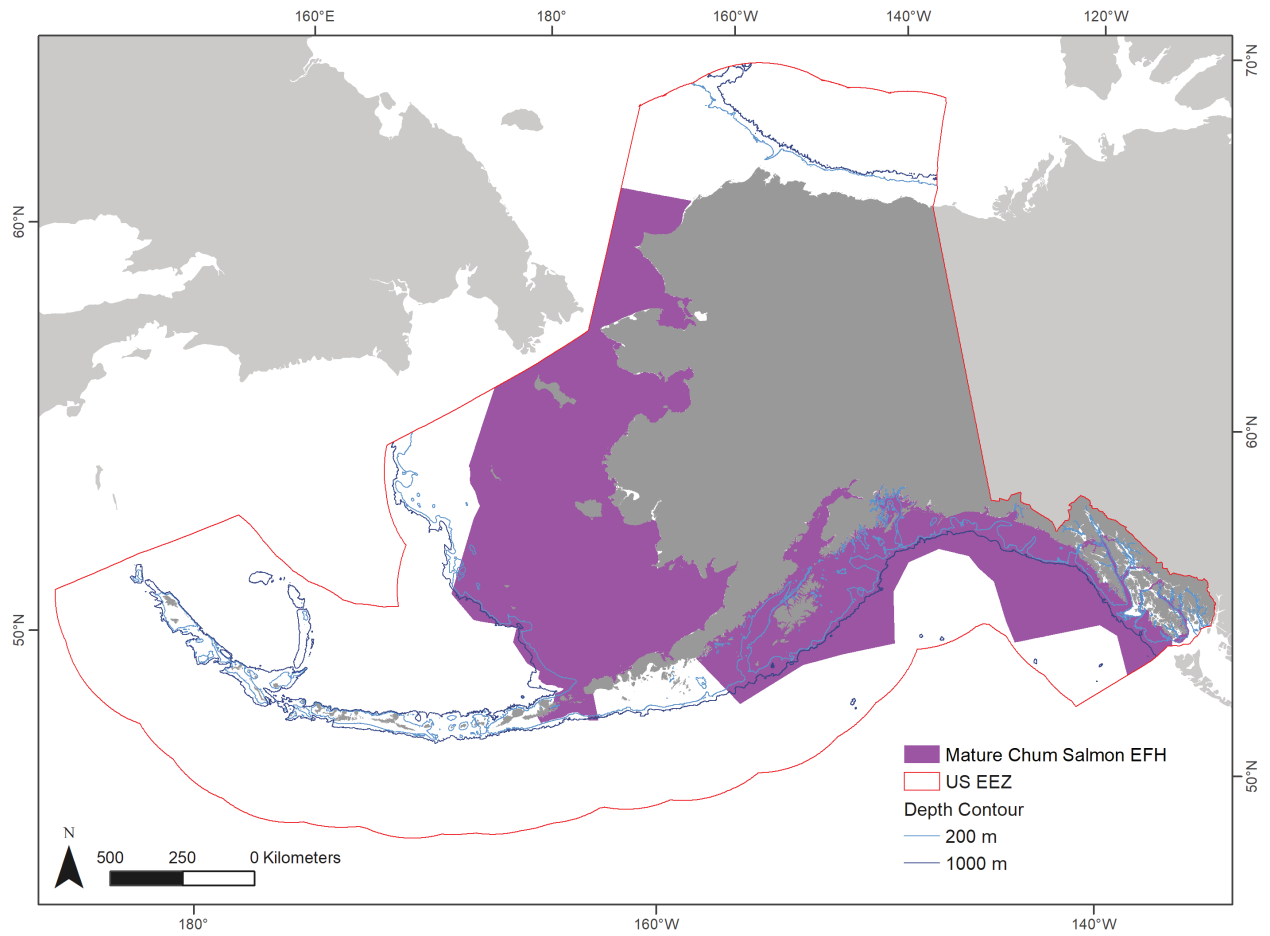 160°E 180° 160°W 140°W 120°W
70°N
60°N
60°N
50°N
50°N
Mature Chum Salmon EFH
US EEZ
Depth Contour
200 m
1000 m
N
500 250 0 Kilometers
180° 160°W 140°W